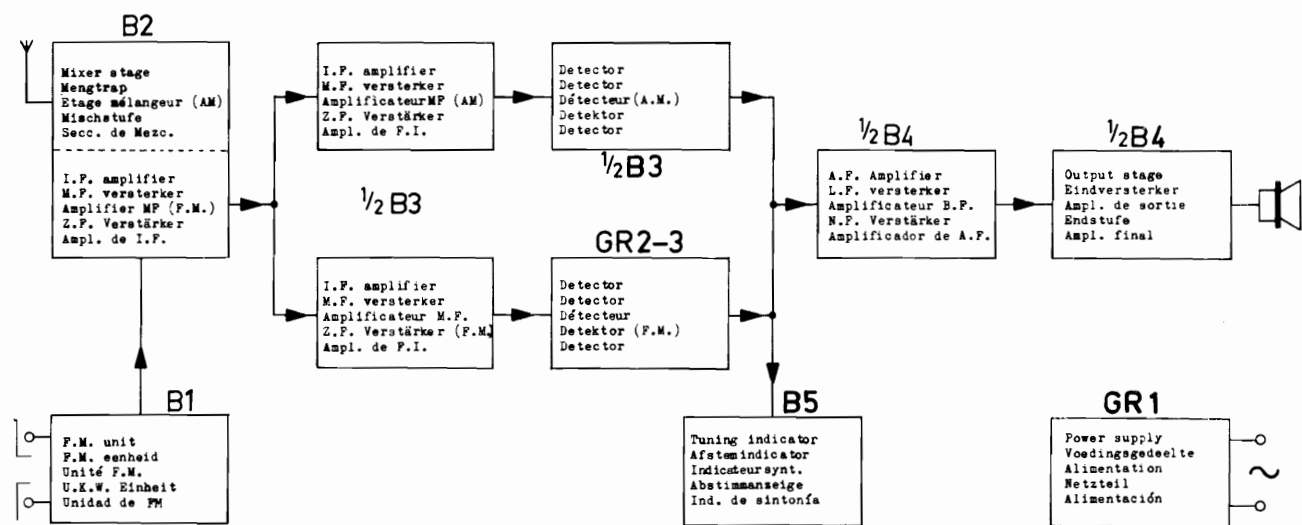 B2
Mixer stage
Mengtrap
Etage mélangeur (AM)
Mischstufe
Secc. de Mezc.
I.F. amplifier
M.F. versterker
Amplifier MF (F.M.)
Z.F. Verstärker
Ampl. de I.F.
I.F. amplifier
M.F. versterker
Amplificateur MF (AM)
Z.F. Verstärker
Ampl. de F.I.
Detector
Detector
Détecteur (A.M.)
Detektor
Detector
½B3
½B3
I.F. amplifier
M.F. versterker
Amplificateur M.F.
Z.F. Verstärker (F.M.)
Ampl. de F.I.
GR2-3
Detector
Detector
Détecteur
Detektor (F.M.)
Detector
½B4
A.F. Amplifier
L.F. versterker
Amplificateur B.F.
N.F. Verstärker
Amplificador de A.F.
½B4
Output stage
Eindversterker
Ampl. de sortie
Endstufe
Ampl. final
B1
F.M. unit
F.M. eenheid
Unité F.M.
U.K.W. Einheit
Unidad de FM
B5
Tuning indicator
Afstemindicator
Indicateur synt.
Abstimmanzeige
Ind. de sintonía
GR1
Power supply
Voedingsgedeelte
Alimentation
Netzteil
Alimentación
~